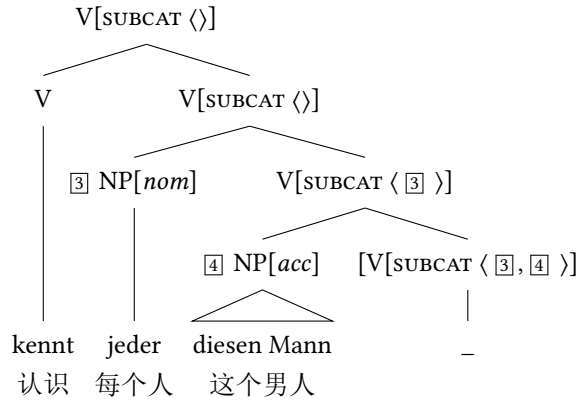 V[SUBCAT ⟨⟩]
V V[SUBCAT ⟨⟩]
3 NP[nom] V[SUBCAT ⟨ 3 ⟩]
4 NP[acc] [V[SUBCAT ⟨ 3, 4 ⟩]
kennt jeder diesen Mann _
认识 每个人 这个男人